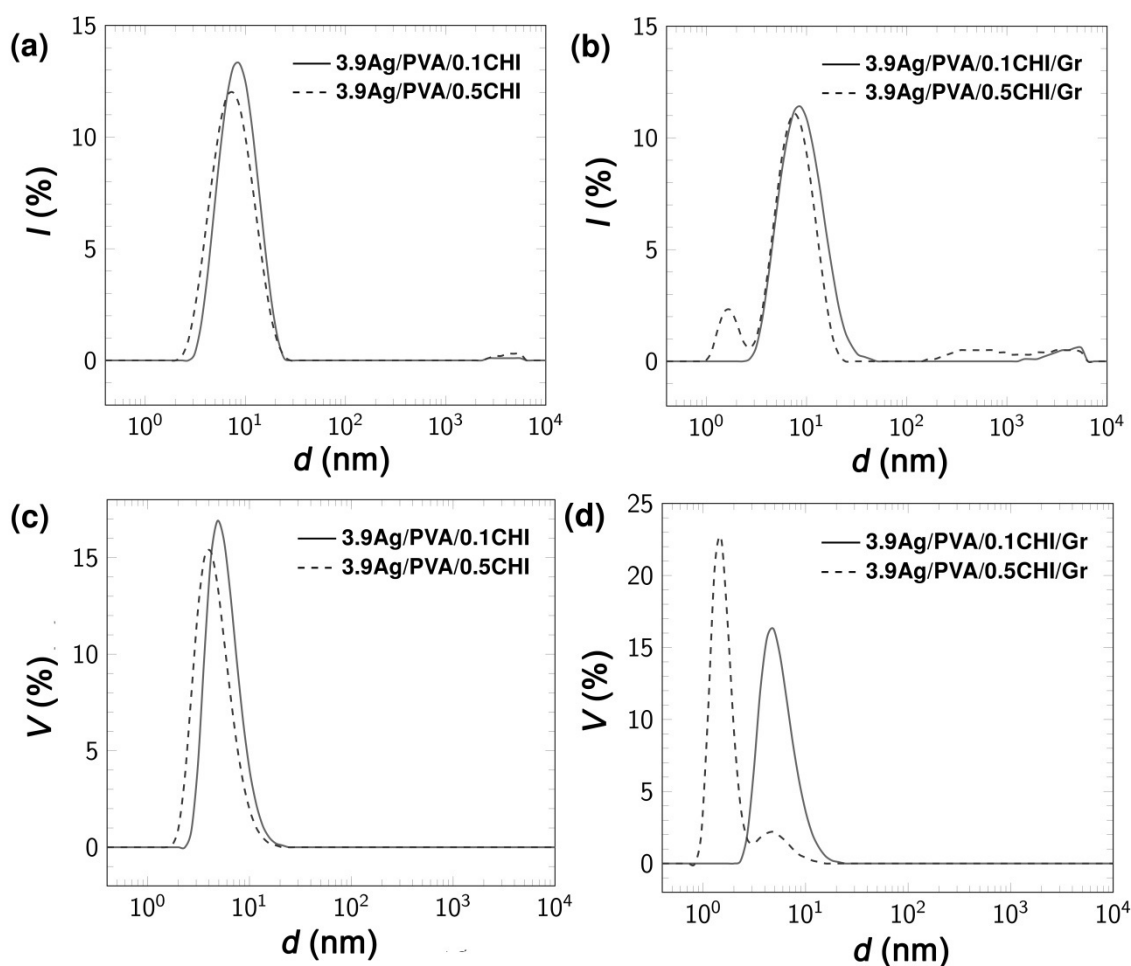 (a)
15
10
5
0
I (%)
3.9Ag/PVA/0.1CHI
3.9Ag/PVA/0.5CHI
10^0 10^1 10^2 10^3 10^4
d (nm)
(b)
15
10
5
0
I (%)
3.9Ag/PVA/0.1CHI/Gr
3.9Ag/PVA/0.5CHI/Gr
10^0 10^1 10^2 10^3 10^4
d (nm)
(c)
15
10
5
0
V (%)
3.9Ag/PVA/0.1CHI
3.9Ag/PVA/0.5CHI
10^0 10^1 10^2 10^3 10^4
d (nm)
(d)
25
20
15
10
5
0
V (%)
3.9Ag/PVA/0.1CHI/Gr
3.9Ag/PVA/0.5CHI/Gr
10^0 10^1 10^2 10^3 10^4
d (nm)